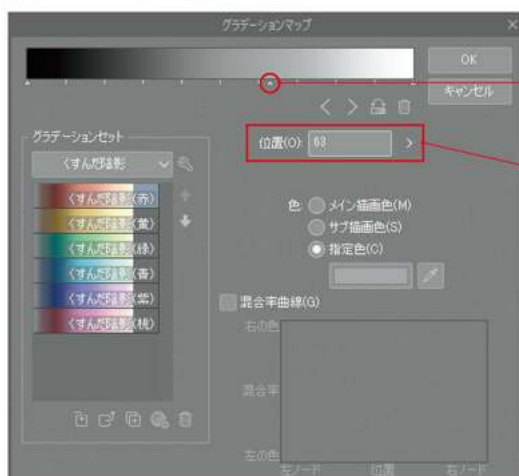 グラデーションマップ
OK
キャンセル
グラデーションセット
くすんだ陰影
くすんだ陰影(赤)
くすんだ陰影(黄)
くすんだ陰影(緑)
くすんだ陰影(青)
くすんだ陰影(紫)
くすんだ陰影(桃)
位置(O): 63
色: メイン描画色(M)
サブ描画色(S)
指定色(C)
混合率曲線(G)
右の色
混合率
左の色
左ノード 位置 右ノード